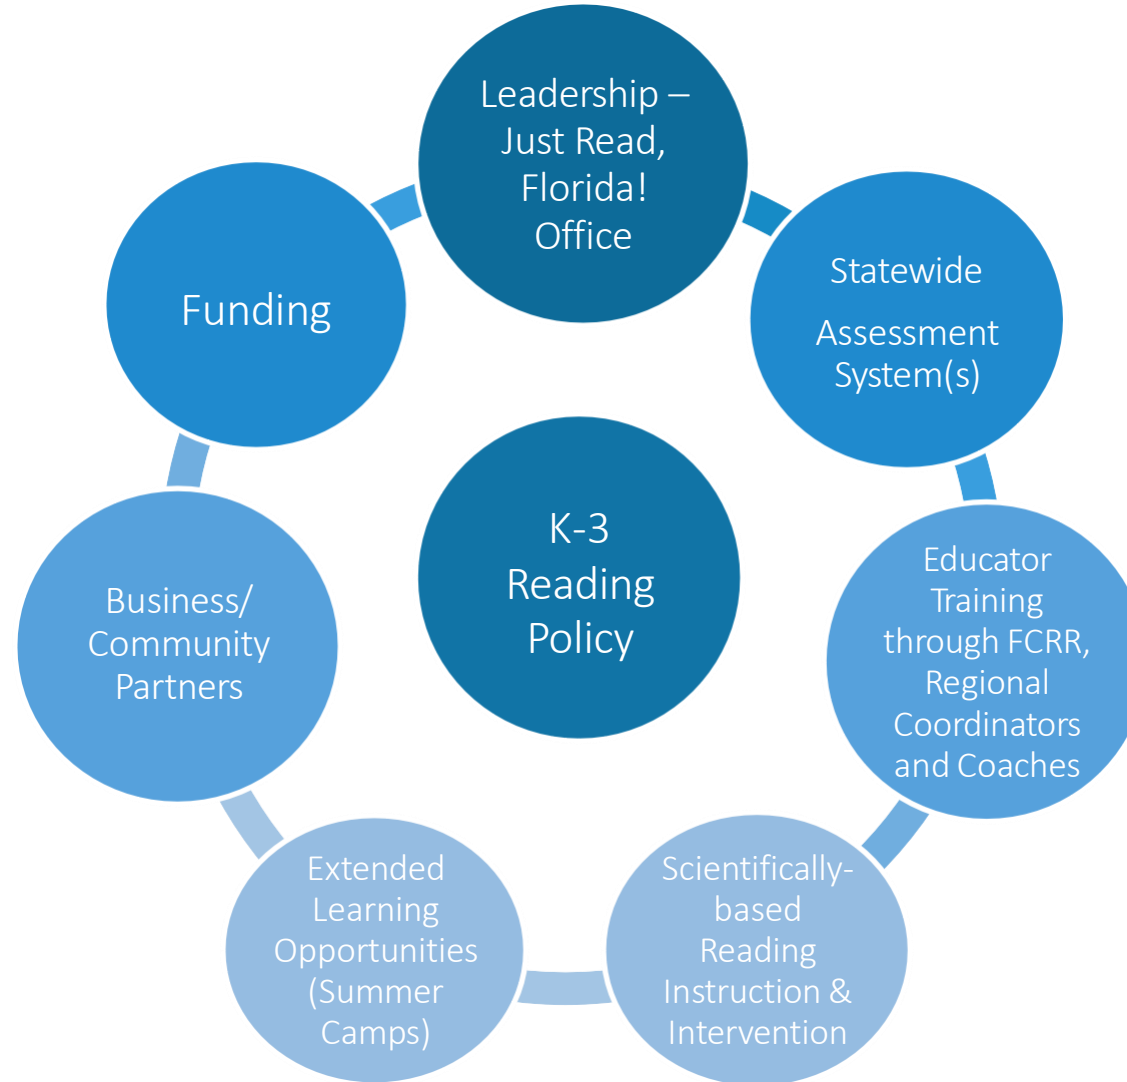 Leadership –
Just Read,
Florida!
Office
Statewide
Assessment
System(s)
Educator
Training
through FCRR,
Regional
Coordinators
and Coaches
Scientifically-
based
Reading
Instruction &
Intervention
Extended
Learning
Opportunities
(Summer
Camps)
Business/
Community
Partners
Funding
K-3
Reading
Policy